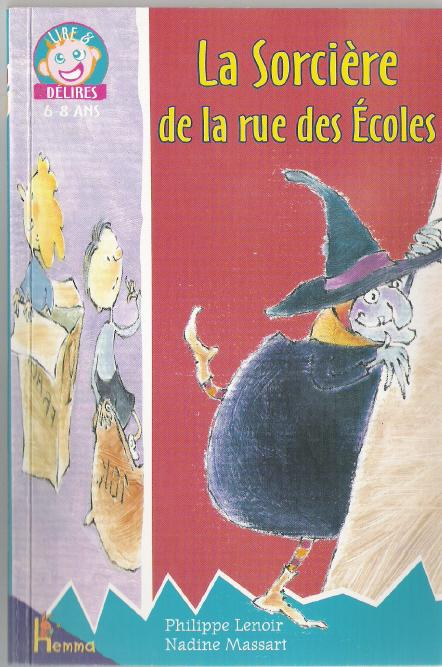 LIRE &
DÉLIRES
6-8 ANS
La Sorcière
de la rue des Écoles
Philippe Lenoir
Nadine Massart
hemma